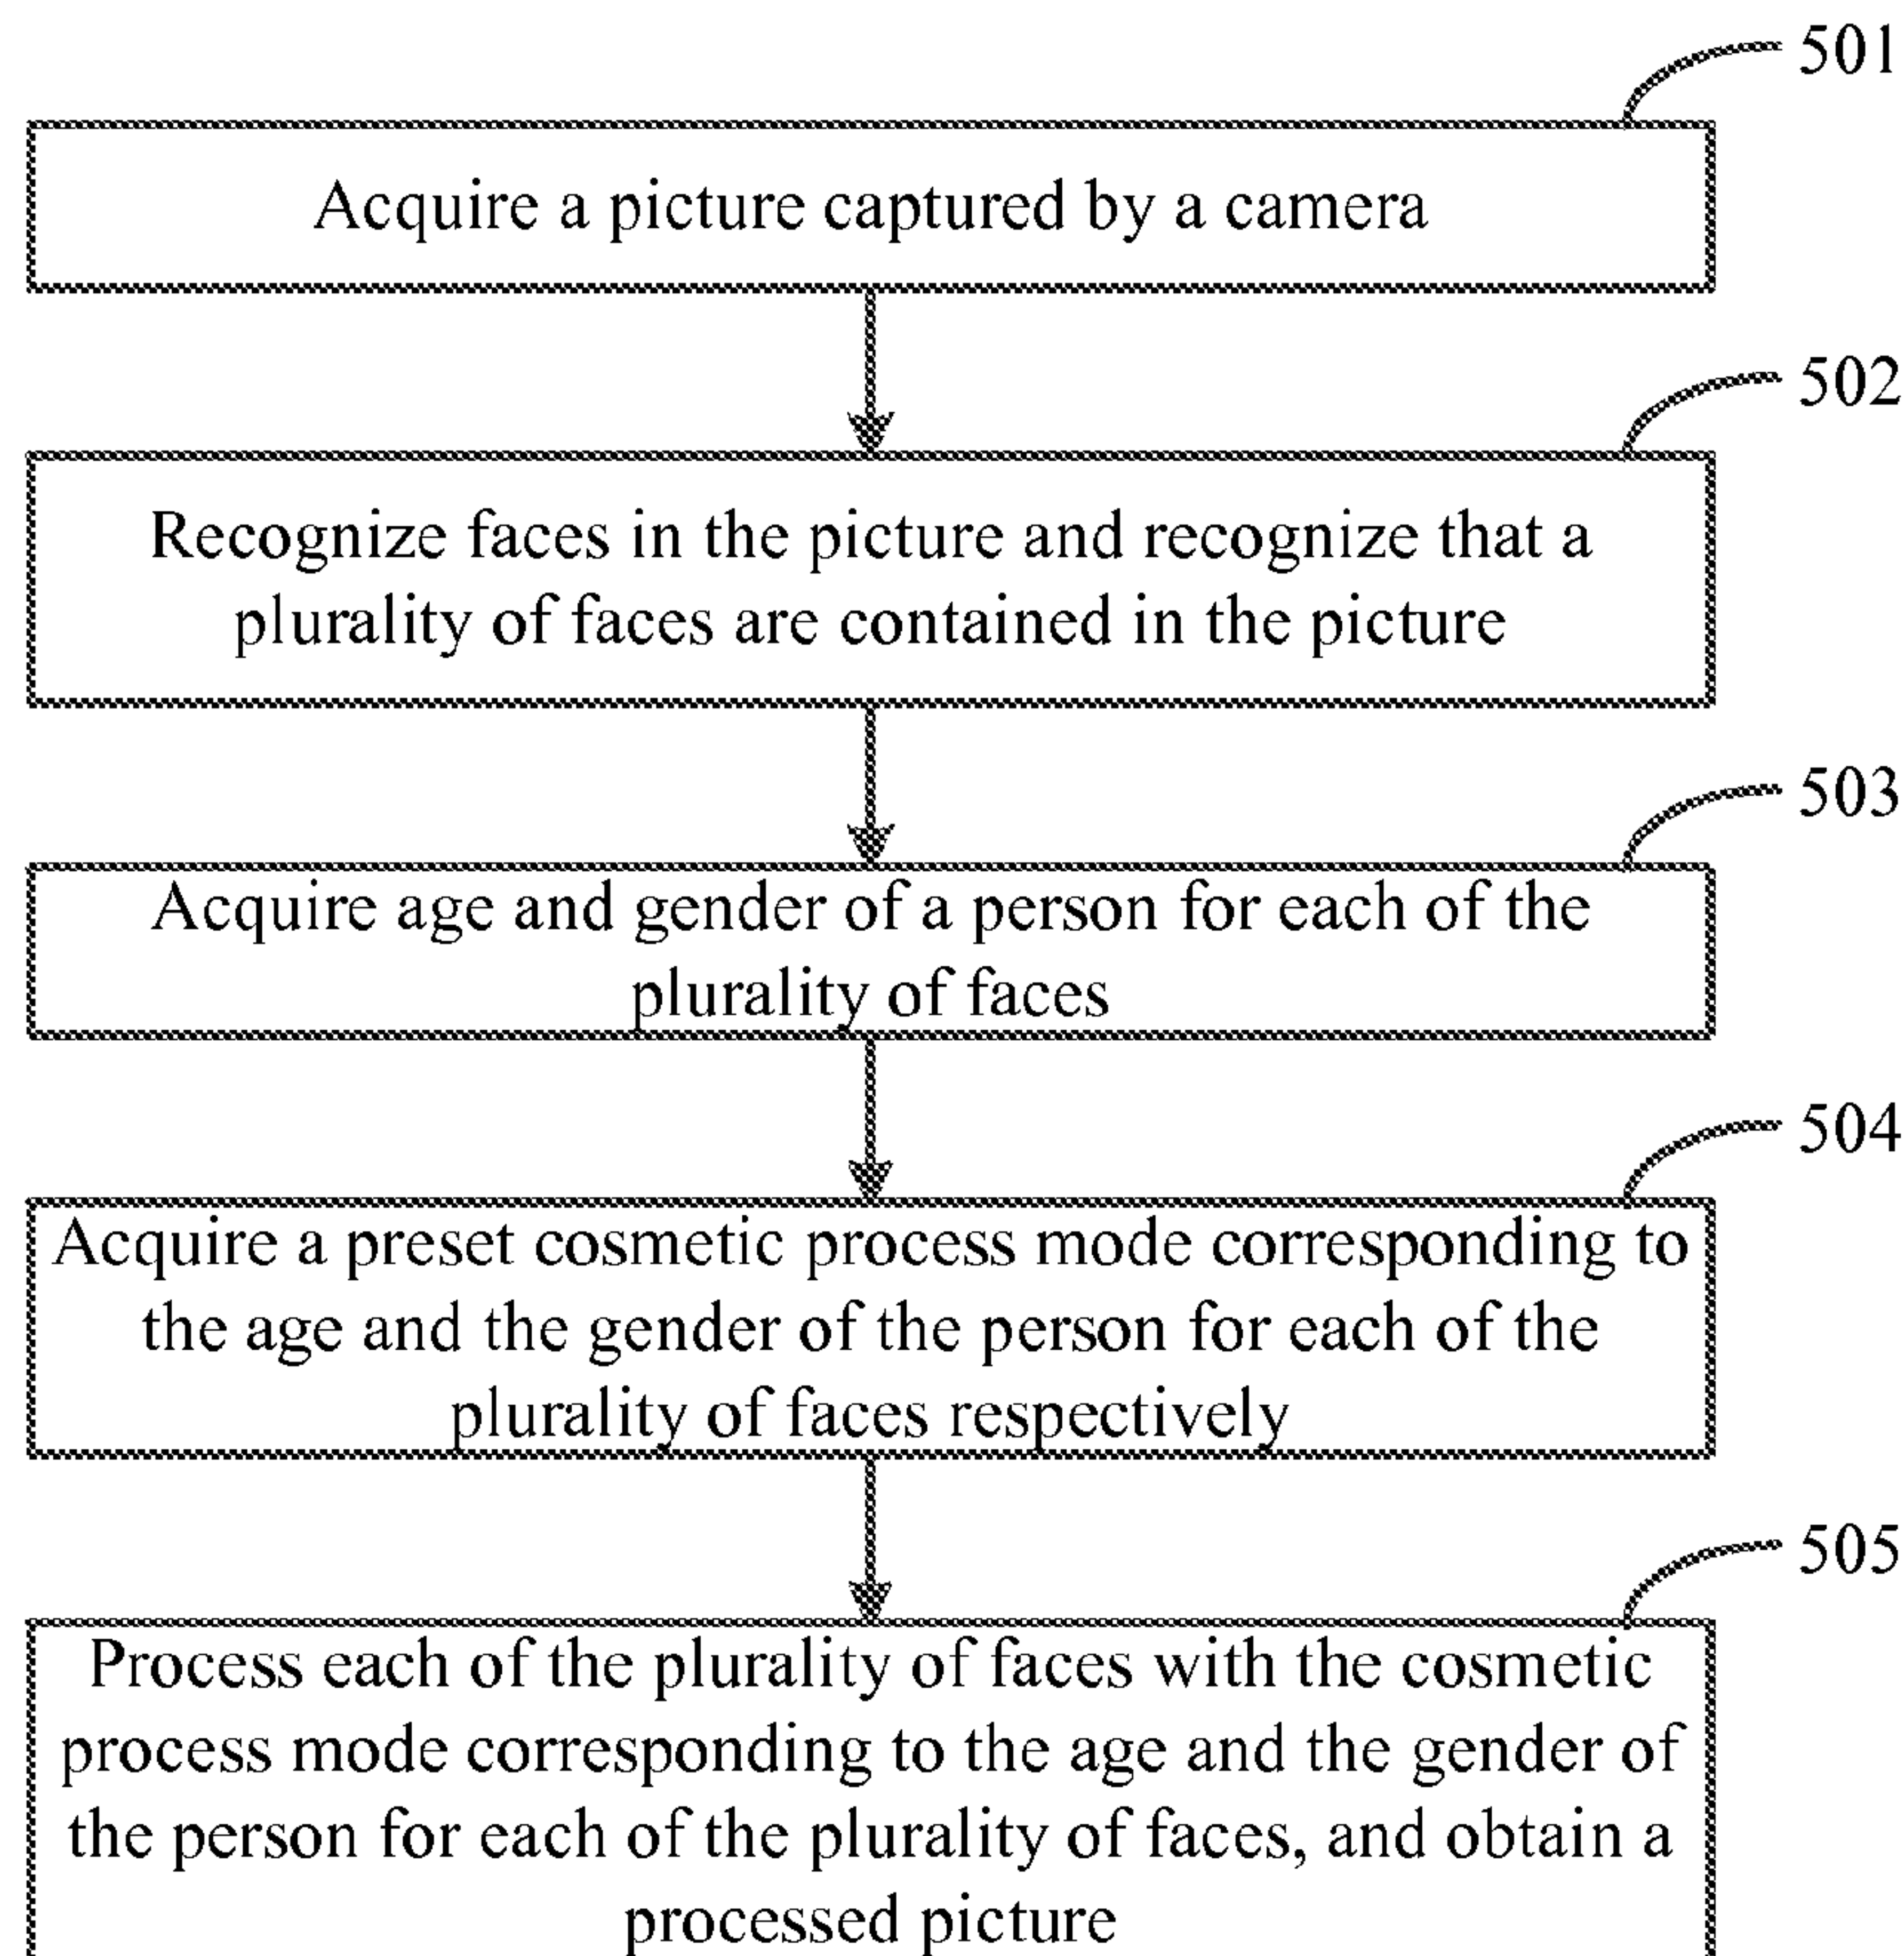 501
Acquire a picture captured by a camera
502
Recognize faces in the picture and recognize that a
plurality of faces are contained in the picture
503
Acquire age and gender of a person for each of the
plurality of faces
504
Acquire a preset cosmetic process mode corresponding to
the age and the gender of the person for each of the
plurality of faces respectively
505
Process each of the plurality of faces with the cosmetic
process mode corresponding to the age and the gender of
the person for each of the plurality of faces, and obtain a
processed picture